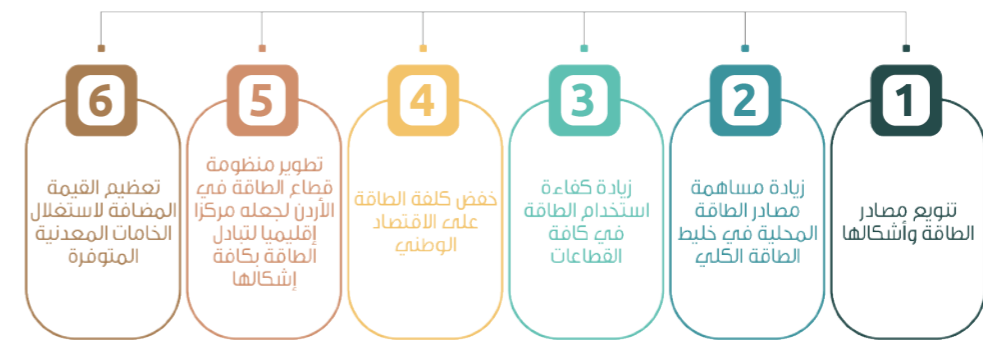 1
تنويع مصادر
الطاقة وأشكالها
2
زيادة مساهمة
مصادر الطاقة
المحلية في خليط
الطاقة الكلي
3
زيادة كفاءة
استخدام الطاقة
في كافة
القطاعات
4
خفض كلفة الطاقة
على الاقتصاد
الوطني
5
تطوير منظومة
قطاع الطاقة في
الأردن لجعله مركزا
إقليميا لتبادل
الطاقة بكافة
إشكالها
6
تعظيم القيمة
المضافة لاستغلال
الخامات المعدنية
المتوفرة